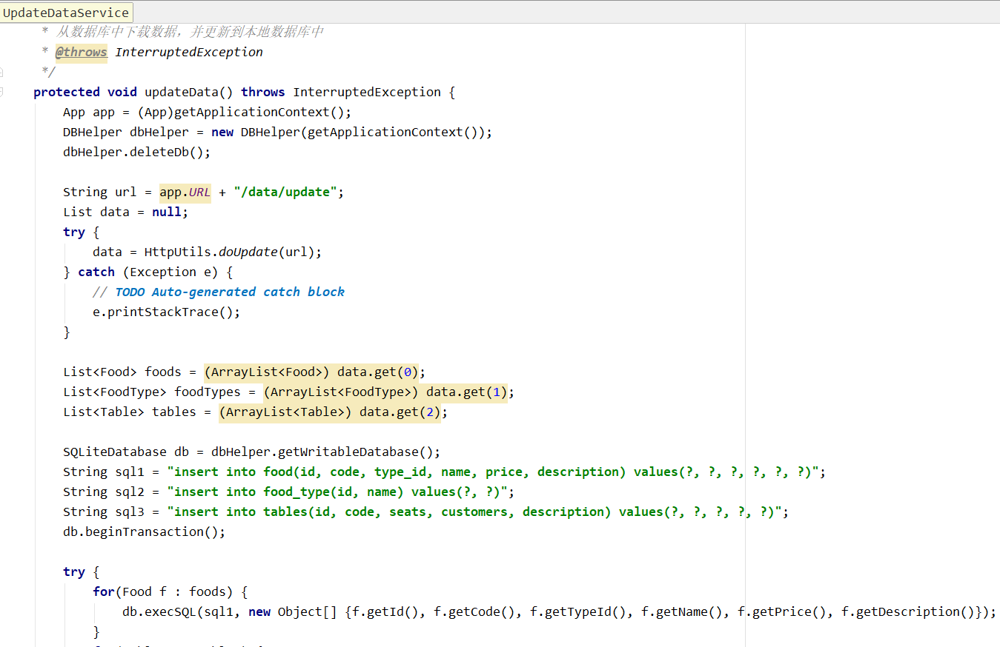 UpdateDataService
* 从数据库中下载数据，并更新到本地数据库中
* @throws InterruptedException
*/
protected void updateData() throws InterruptedException {
App app = (App)getApplicationContext();
DBHelper dbHelper = new DBHelper(getApplicationContext());
dbHelper.deleteDb();
String url = app.URL + "/data/update";
List data = null;
try {
data = HttpUtils.doUpdate(url);
} catch (Exception e) {
// TODO Auto-generated catch block
e.printStackTrace();
}
List<Food> foods = (ArrayList<Food>) data.get(0);
List<FoodType> foodTypes = (ArrayList<FoodType>) data.get(1);
List<Table> tables = (ArrayList<Table>) data.get(2);
SQLiteDatabase db = dbHelper.getWritableDatabase();
String sql1 = "insert into food(id, code, type_id, name, price, description) values(?, ?, ?, ?, ?, ?)";
String sql2 = "insert into food_type(id, name) values(?, ?)";
String sql3 = "insert into tables(id, code, seats, customers, description) values(?, ?, ?, ?, ?)";
db.beginTransaction();
try {
for(Food f : foods) {
db.execSQL(sql1, new Object[] {f.getId(), f.getCode(), f.getTypeId(), f.getName(), f.getPrice(), f.getDescription()});
}